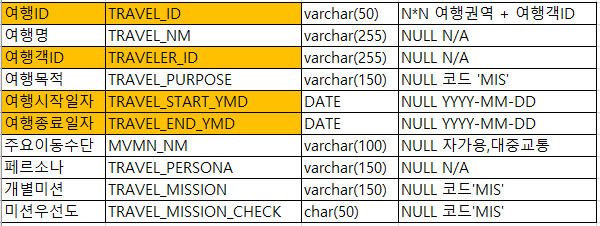 여행ID TRAVEL_ID varchar(50) N*N 여행권역 + 여행객ID
여행명 TRAVEL_NM varchar(255) NULL N/A
여행객ID TRAVELER_ID varchar(255) NULL N/A
여행목적 TRAVEL_PURPOSE varchar(150) NULL 코드 'MIS'
여행시작일자 TRAVEL_START_YMD DATE NULL YYYY-MM-DD
여행종료일자 TRAVEL_END_YMD DATE NULL YYYY-MM-DD
주요이동수단 MVMN_NM varchar(100) NULL 자가용,대중교통
페르소나 TRAVEL_PERSONA varchar(150) NULL N/A
개별미션 TRAVEL_MISSION varchar(150) NULL 코드'MIS'
미션우선도 TRAVEL_MISSION_CHECK char(50) NULL 코드'MIS'